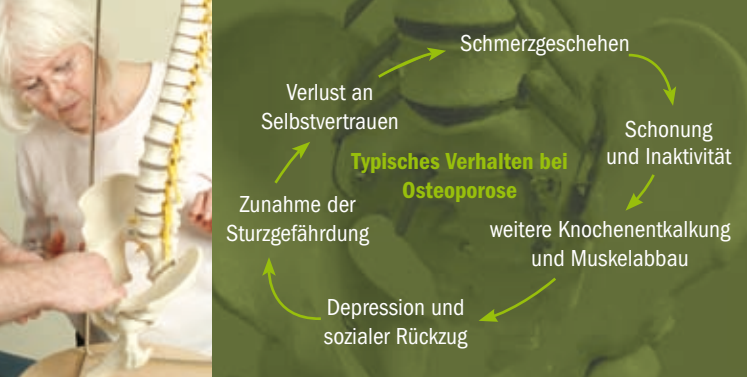 Schmerzgeschehen
Schonung
und Inaktivität
weitere Knochenentkalkung
und Muskelabbau
Depression und
sozialer Rückzug
Zunahme der
Sturzgefährdung
Verlust an
Selbstvertrauen
Typisches Verhalten bei
Osteoporose